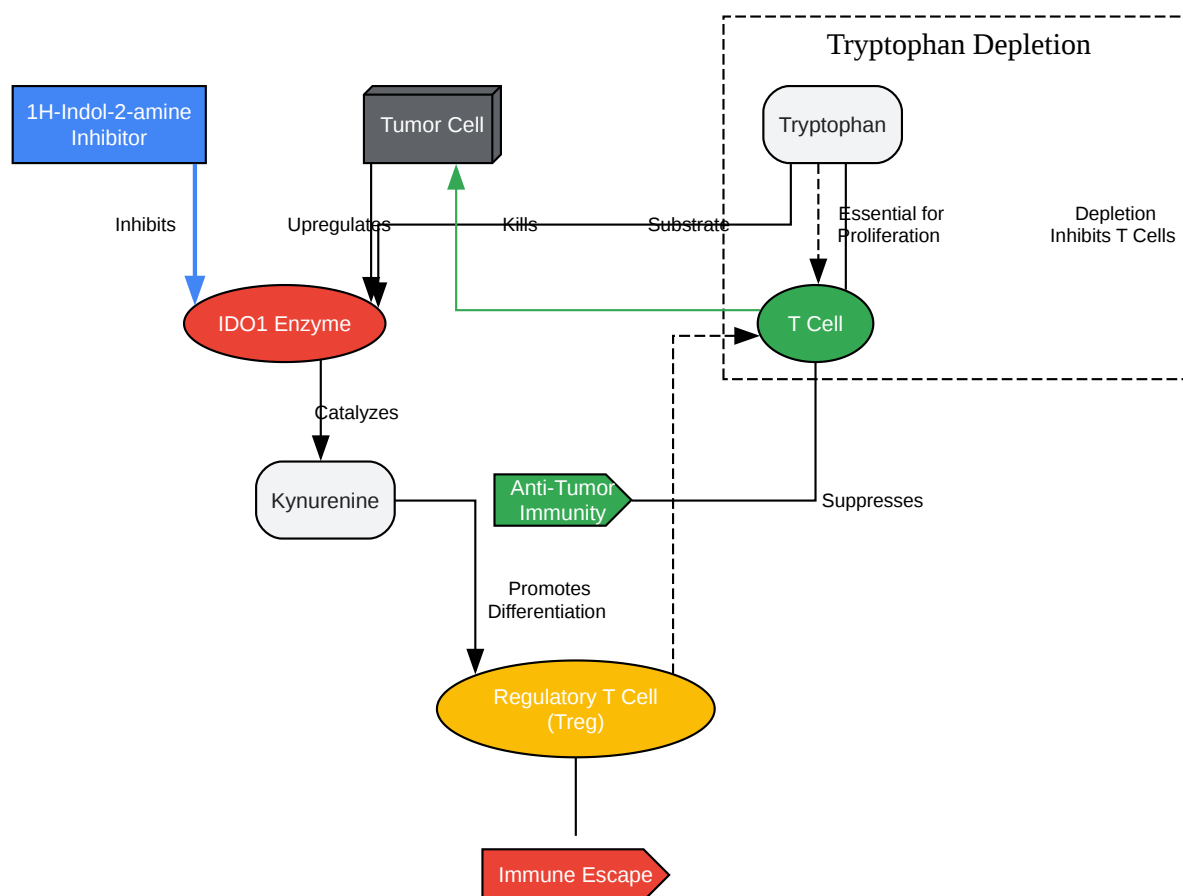 Tryptophan Depletion
1H-Indol-2-amine
Inhibitor
Tumor Cell
Tryptophan
Inhibits
Upregulates
Kills
Substrate
Essential for
Proliferation
Depletion
Inhibits T Cells
IDO1 Enzyme
T Cell
Catalyzes
Kynurenine
Anti-Tumor
Immunity
Suppresses
Promotes
Differentiation
Regulatory T Cell
(Treg)
Immune Escape